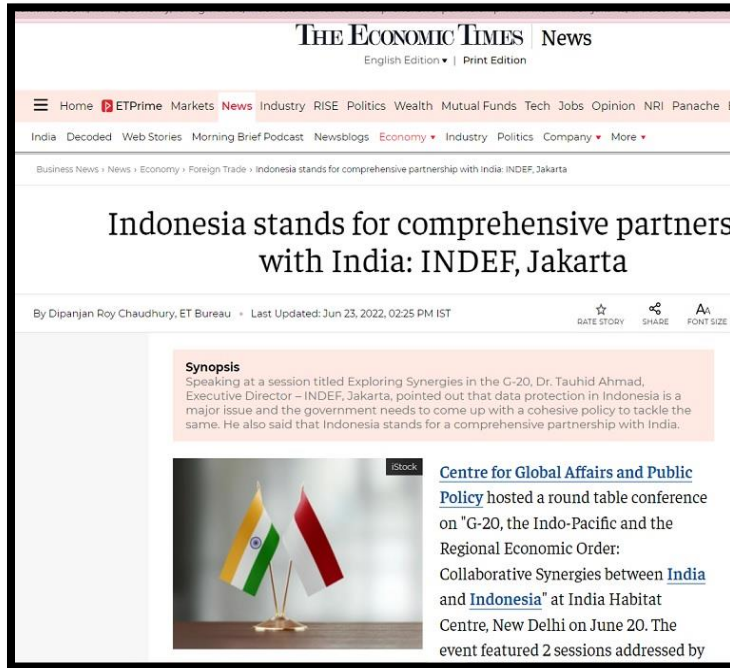 THE ECONOMIC TIMES | News
English Edition ▾ | Print Edition
☰ Home ETPrime Markets News Industry RISE Politics Wealth Mutual Funds Tech Jobs Opinion NRI Panache
India Decoded Web Stories Morning Brief Podcast Newsblogs Economy ▾ Industry Politics Company ▾ More ▾
Business News › News › Economy › Foreign Trade › Indonesia stands for comprehensive partnership with India: INDEF, Jakarta
Indonesia stands for comprehensive partners
with India: INDEF, Jakarta
By Dipanjan Roy Chaudhury, ET Bureau • Last Updated: Jun 23, 2022, 02:25 PM IST
RATE STORY SHARE FONT SIZE
Synopsis
Speaking at a session titled Exploring Synergies in the G-20, Dr. Tauhid Ahmad,
Executive Director – INDEF, Jakarta, pointed out that data protection in Indonesia is a
major issue and the government needs to come up with a cohesive policy to tackle the
same. He also said that Indonesia stands for a comprehensive partnership with India.
iStock
Centre for Global Affairs and Public
Policy hosted a round table conference
on "G-20, the Indo-Pacific and the
Regional Economic Order:
Collaborative Synergies between India
and Indonesia" at India Habitat
Centre, New Delhi on June 20. The
event featured 2 sessions addressed by